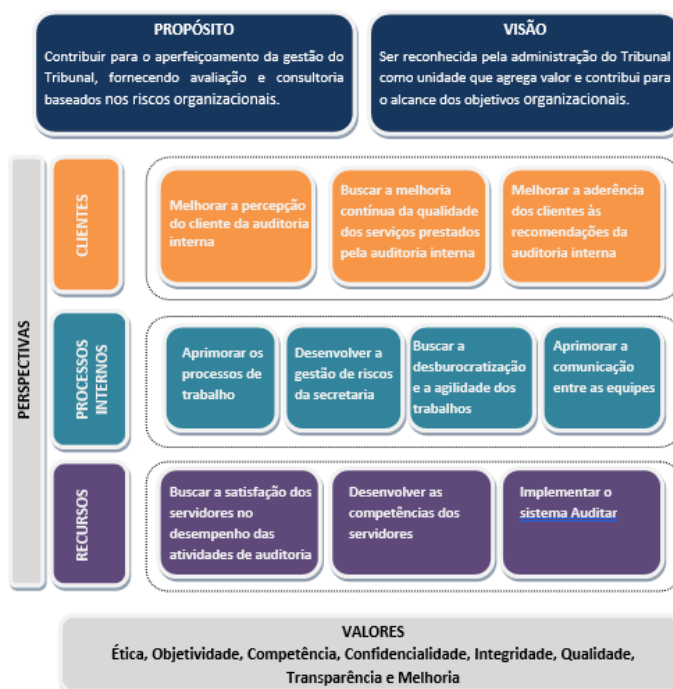 PROPÓSITO
Contribuir para o aperfeiçoamento da gestão do
Tribunal, fornecendo avaliação e consultoria
baseados nos riscos organizacionais.
VISÃO
Ser reconhecida pela administração do Tribunal
como unidade que agrega valor e contribui para
o alcance dos objetivos organizacionais.
PERSPECTIVAS
CLIENTES
Melhorar a percepção
do cliente da auditoria
interna
Buscar a melhoria
contínua da qualidade
dos serviços prestados
pela auditoria interna
Melhorar a aderência
dos clientes às
recomendações da
auditoria interna
PROCESSOS
INTERNOS
Aprimorar os
processos de
trabalho
Desenvolver a
gestão de riscos
da secretaria
Buscar a
desburocratização
e a agilidade dos
trabalhos
Aprimorar a
comunicação
entre as equipes
RECURSOS
Buscar a satisfação dos
servidores no
desempenho das
atividades de auditoria
Desenvolver as
competências dos
servidores
Implementar o
sistema Auditar
VALORES
Ética, Objetividade, Competência, Confidencialidade, Integridade, Qualidade,
Transparência e Melhoria